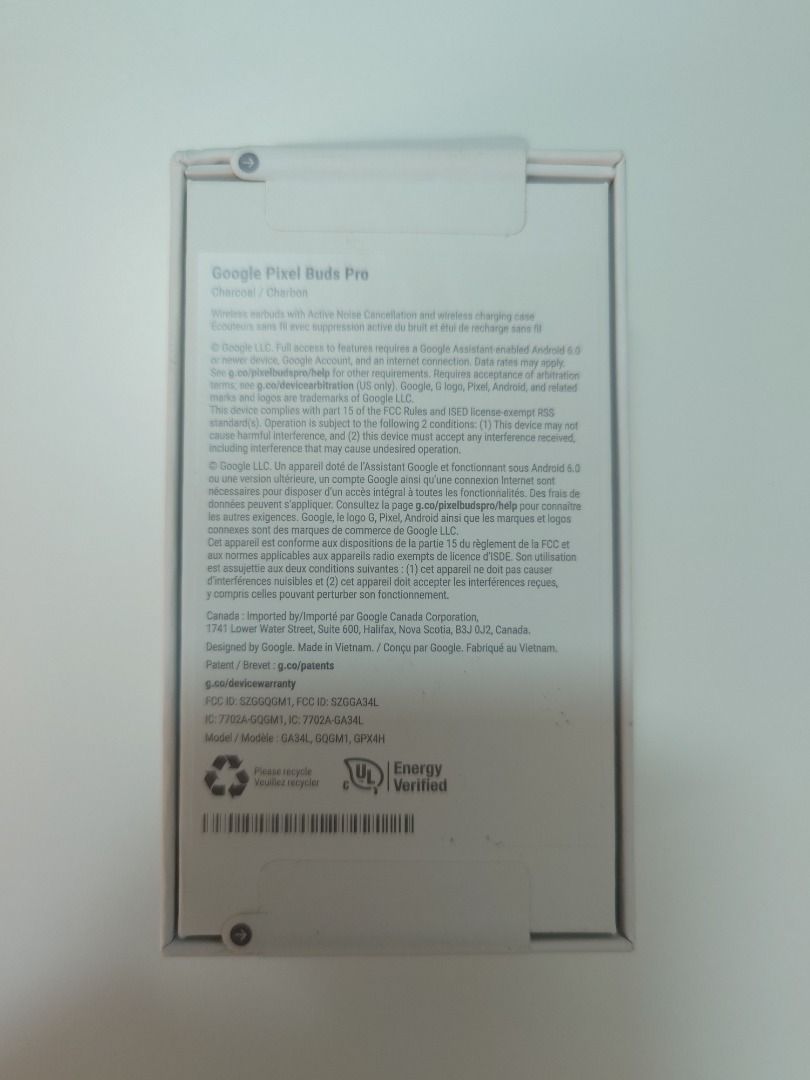 Google Pixel Buds Pro
Charcoal / Charbon
Wireless earbuds with Active Noise Cancellation and wireless charging case
Écouteurs sans fil avec suppression active du bruit et étui de recharge sans fil
© Google LLC. Full access to features requires a Google Assistant-enabled Android 6.0
or newer device, Google Account, and an internet connection. Data rates may apply.
See g.co/pixelbudspro/help for other requirements. Requires acceptance of arbitration
terms; see g.co/devicearbitration (US only). Google, G logo, Pixel, Android, and related
marks and logos are trademarks of Google LLC.
This device complies with part 15 of the FCC Rules and ISED license-exempt RSS
standard(s). Operation is subject to the following 2 conditions: (1) This device may not
cause harmful interference, and (2) this device must accept any interference received,
including interference that may cause undesired operation.
© Google LLC. Un appareil doté de l'Assistant Google et fonctionnant sous Android 6.0
ou une version ultérieure, un compte Google ainsi qu'une connexion Internet sont
nécessaires pour disposer d'un accès intégral à toutes les fonctionnalités. Des frais de
données peuvent s'appliquer. Consultez la page g.co/pixelbudspro/help pour connaître
les autres exigences. Google, le logo G, Pixel, Android ainsi que les marques et logos
connexes sont des marques de commerce de Google LLC.
Cet appareil est conforme aux dispositions de la partie 15 du règlement de la FCC et
aux normes applicables aux appareils radio exempts de licence d'ISDE. Son utilisation
est assujettie aux deux conditions suivantes : (1) cet appareil ne doit pas causer
d'interférences nuisibles et (2) cet appareil doit accepter les interférences reçues,
y compris celles pouvant perturber son fonctionnement.
Canada : Imported by/Importé par Google Canada Corporation,
1741 Lower Water Street, Suite 600, Halifax, Nova Scotia, B3J 0J2, Canada.
Designed by Google. Made in Vietnam. / Conçu par Google. Fabriqué au Vietnam.
Patent / Brevet : g.co/patents
g.co/devicewarranty
FCC ID: SZGGQGM1, FCC ID: SZGGA34L
IC: 7702A-GQGM1, IC: 7702A-GA34L
Model / Modèle : GA34L, GQGM1, GPX4H
Please recycle
Veuillez recycler
C UL
Energy
Verified